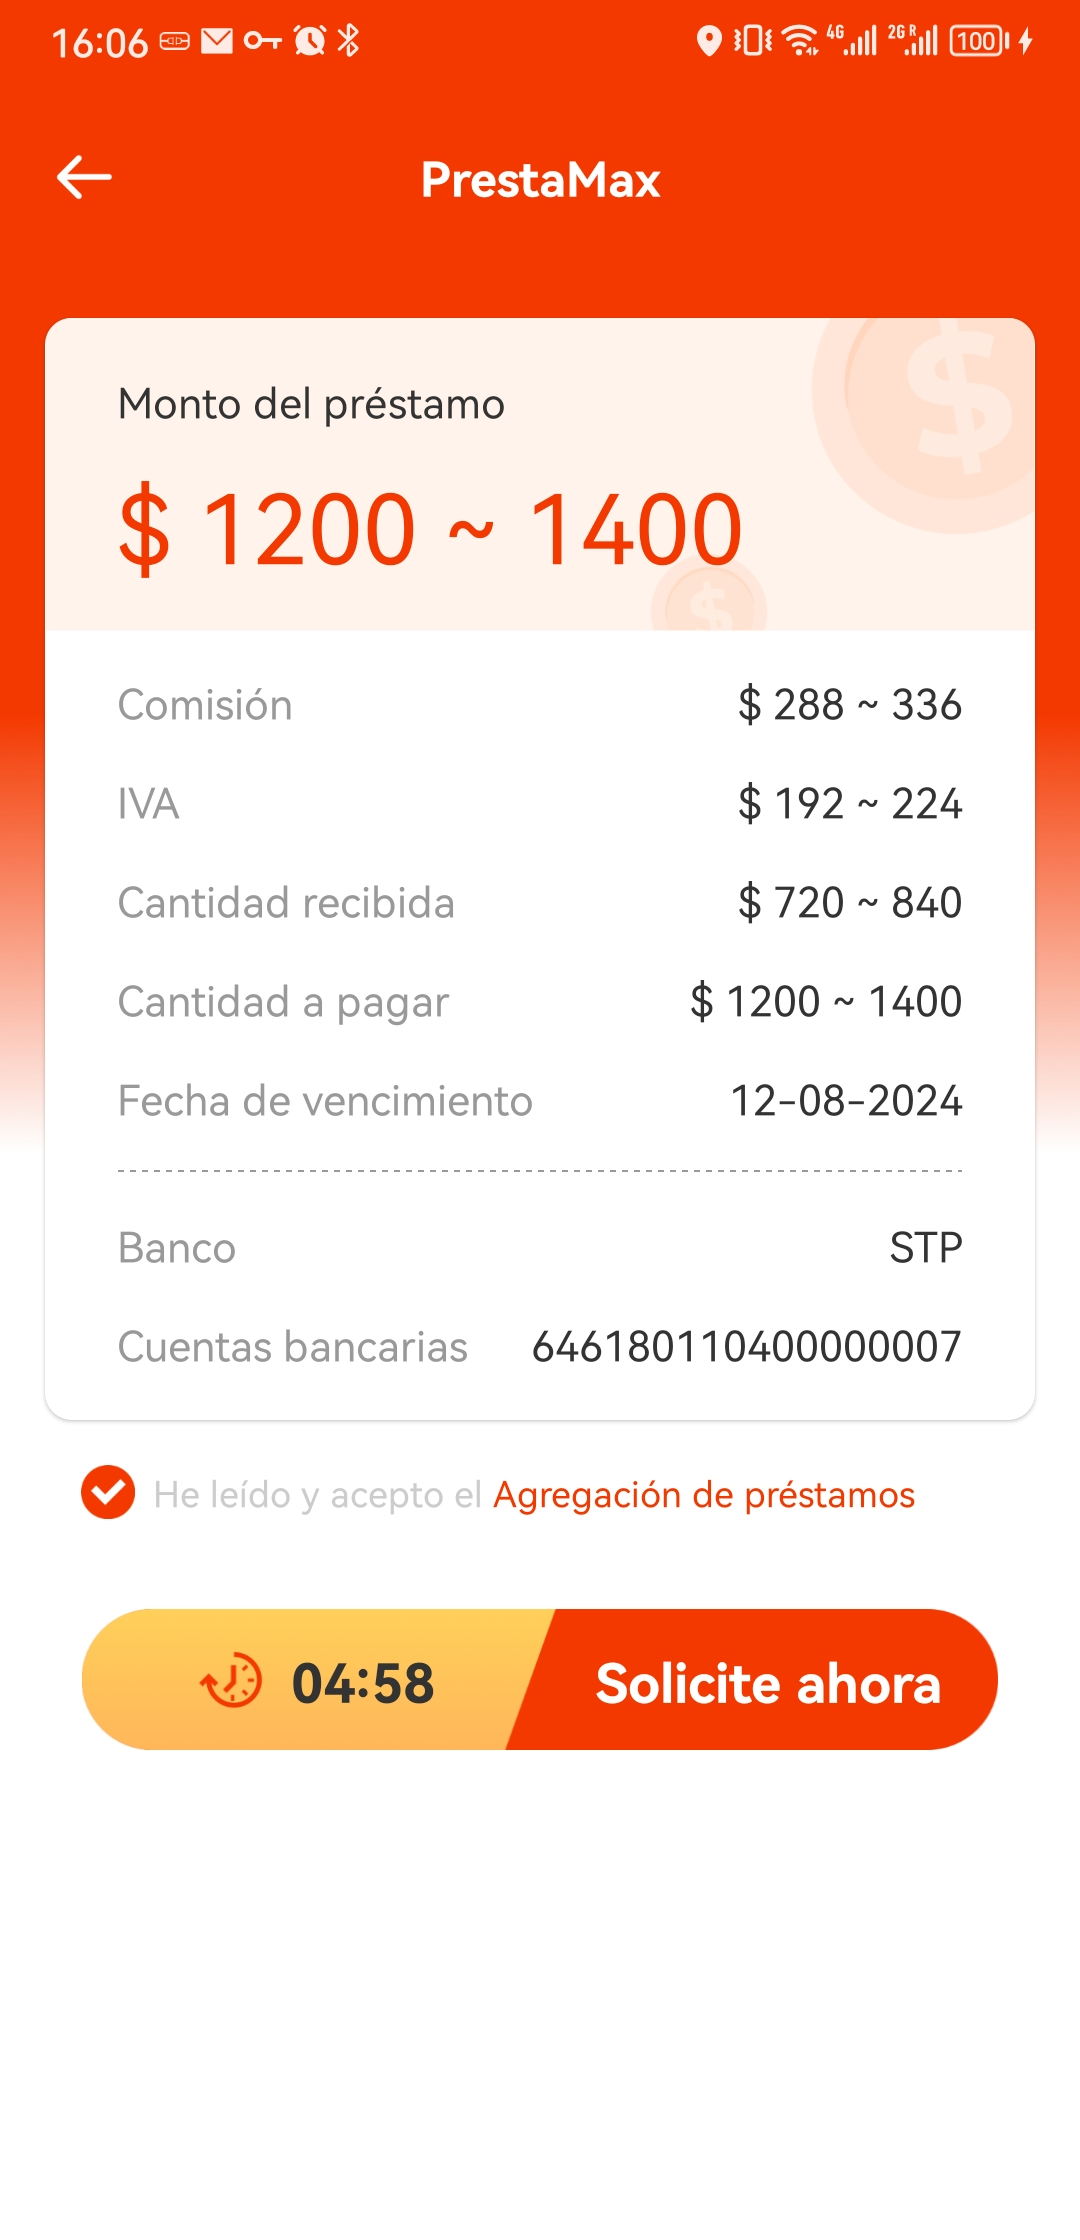 16:06 4G 2G R 100
PrestaMax
Monto del préstamo
$ 1200 ~ 1400
Comisión $ 288 ~ 336
IVA $ 192 ~ 224
Cantidad recibida $ 720 ~ 840
Cantidad a pagar $ 1200 ~ 1400
Fecha de vencimiento 12-08-2024
Banco STP
Cuentas bancarias 646180110400000007
He leído y acepto el Agregación de préstamos
04:58 Solicite ahora